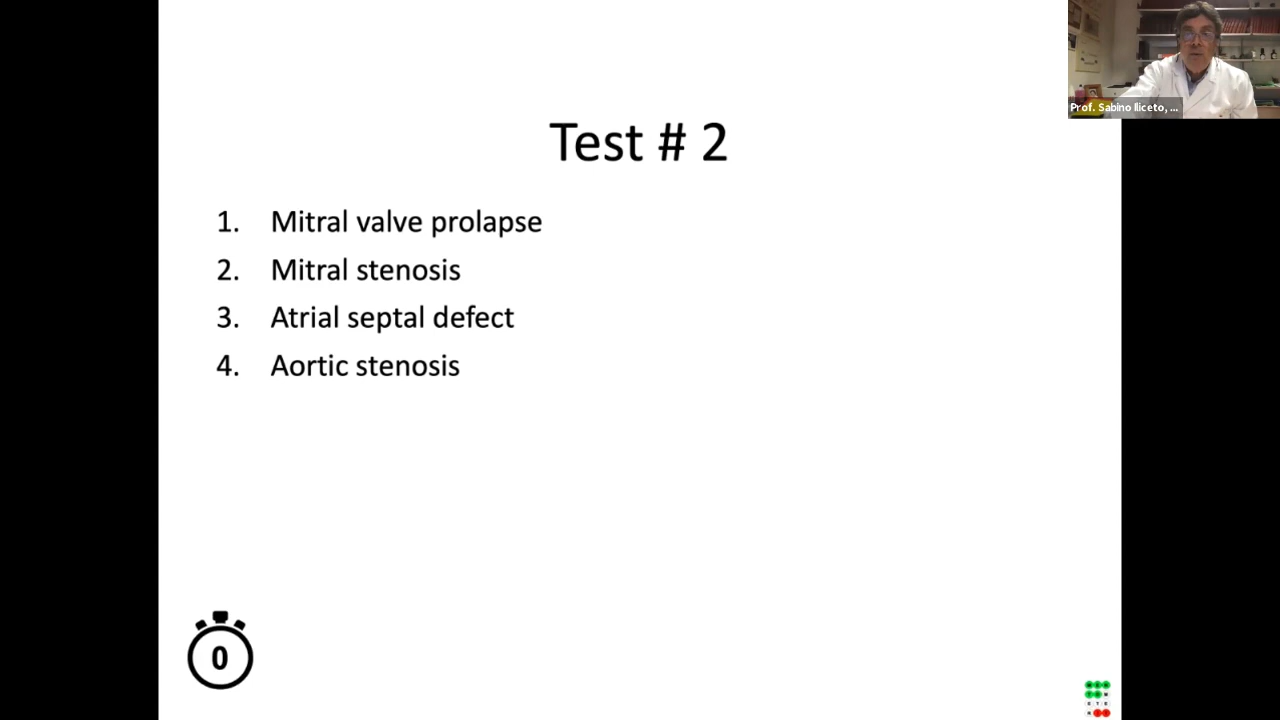 Prof. Sabino Iliceto, ...
Test # 2
1. Mitral valve prolapse
2. Mitral stenosis
3. Atrial septal defect
4. Aortic stenosis
0